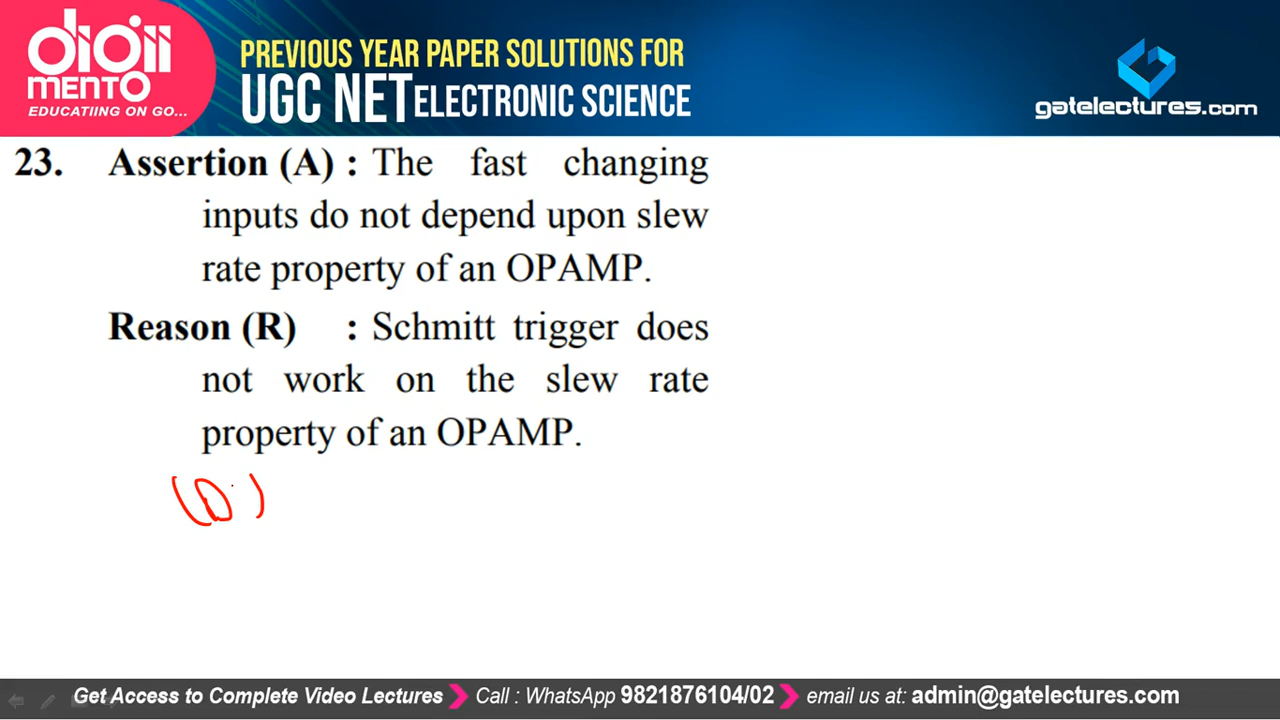 digii
MENTO
EDUCATIING ON GO...
PREVIOUS YEAR PAPER SOLUTIONS FOR
UGC NET ELECTRONIC SCIENCE
gatelectures.com
23. Assertion (A) : The fast changing
inputs do not depend upon slew
rate property of an OPAMP.
Reason (R) : Schmitt trigger does
not work on the slew rate
property of an OPAMP.
(D)
Get Access to Complete Video Lectures Call : WhatsApp 9821876104/02 email us at: admin@gatelectures.com